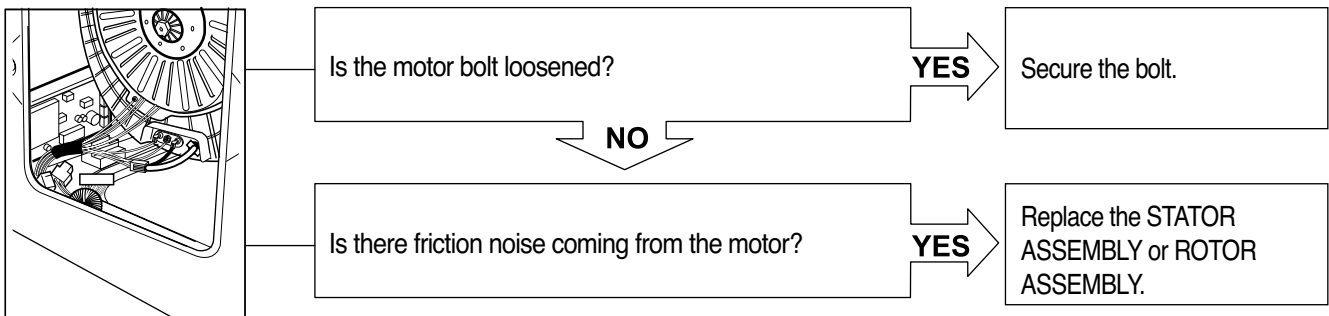 Is the motor bolt loosened?
YES
Secure the bolt.
NO
Is there friction noise coming from the motor?
YES
Replace the STATOR
ASSEMBLY or ROTOR
ASSEMBLY.